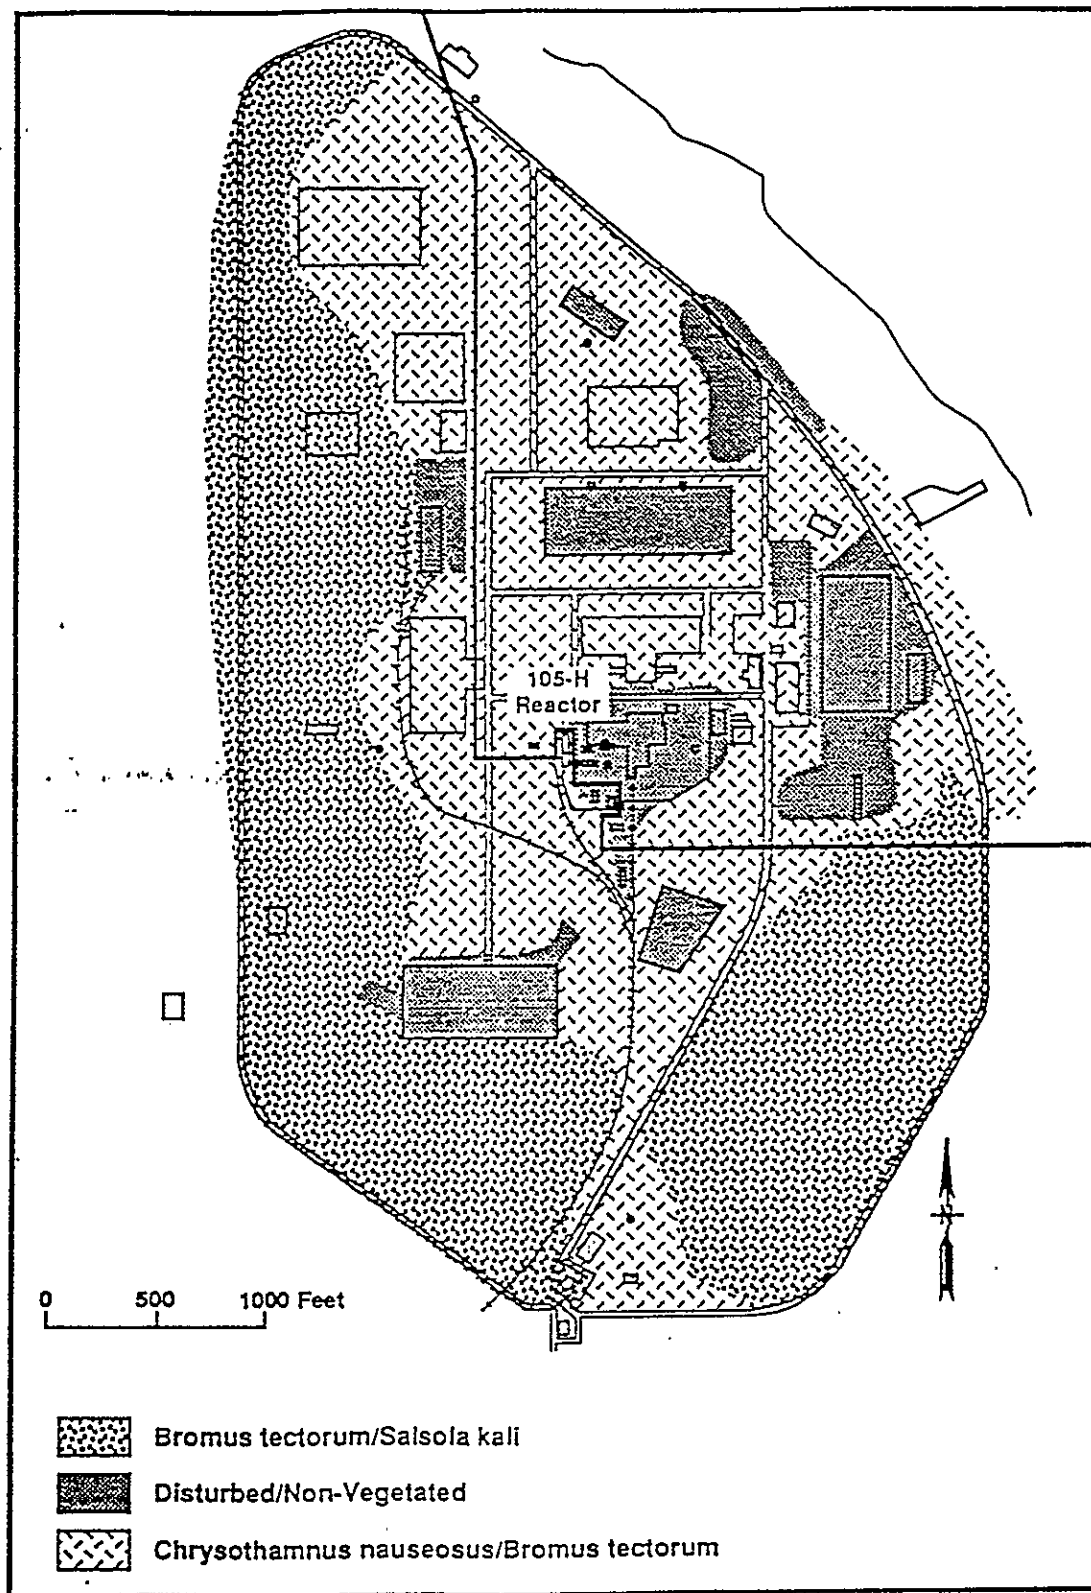 105-H
Reactor
0 500 1000 Feet
Bromus tectorum/Salsola kali
Disturbed/Non-Vegetated
Chrysothamnus nauseosus/Bromus tectorum